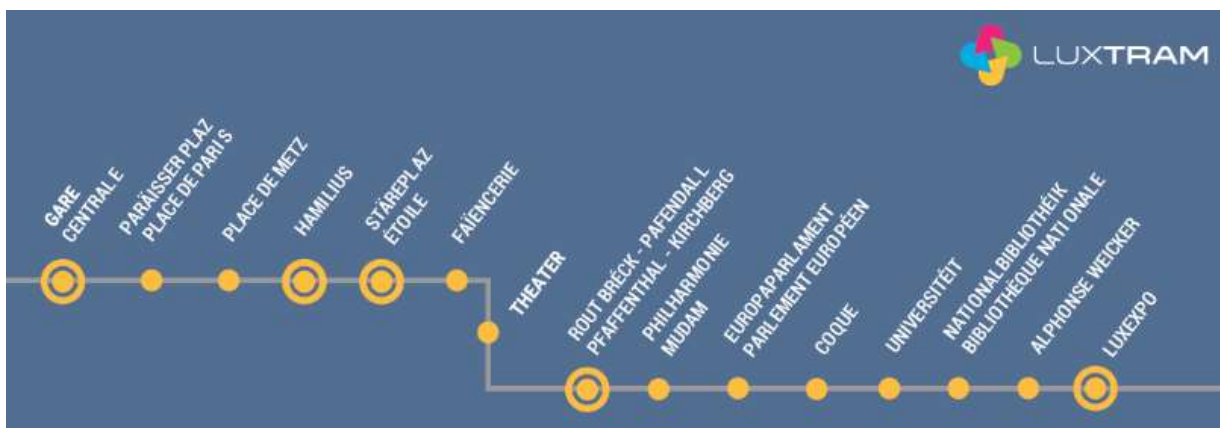 LUXTRAM
GARE
CENTRALE
PARÄISSER PLAZ
PLACE DE PARIS
PLACE DE METZ
HAMILIUS
STÄREPLAZ
ÉTOILE
FAÏENCERIE
THEATER
ROUT BRÉCK - PAFENDALL
PFAFFENTHAL - KIRCHBERG
PHILHARMONIE
MUDAM
EUROPAPARLAMENT
PARLEMENT EUROPÉEN
COQUE
UNIVERSITÉIT
NATIONALBIBLIOTHÉIK
BIBLIOTHÈQUE NATIONALE
ALPHONSE WEICKER
LUXEXPO